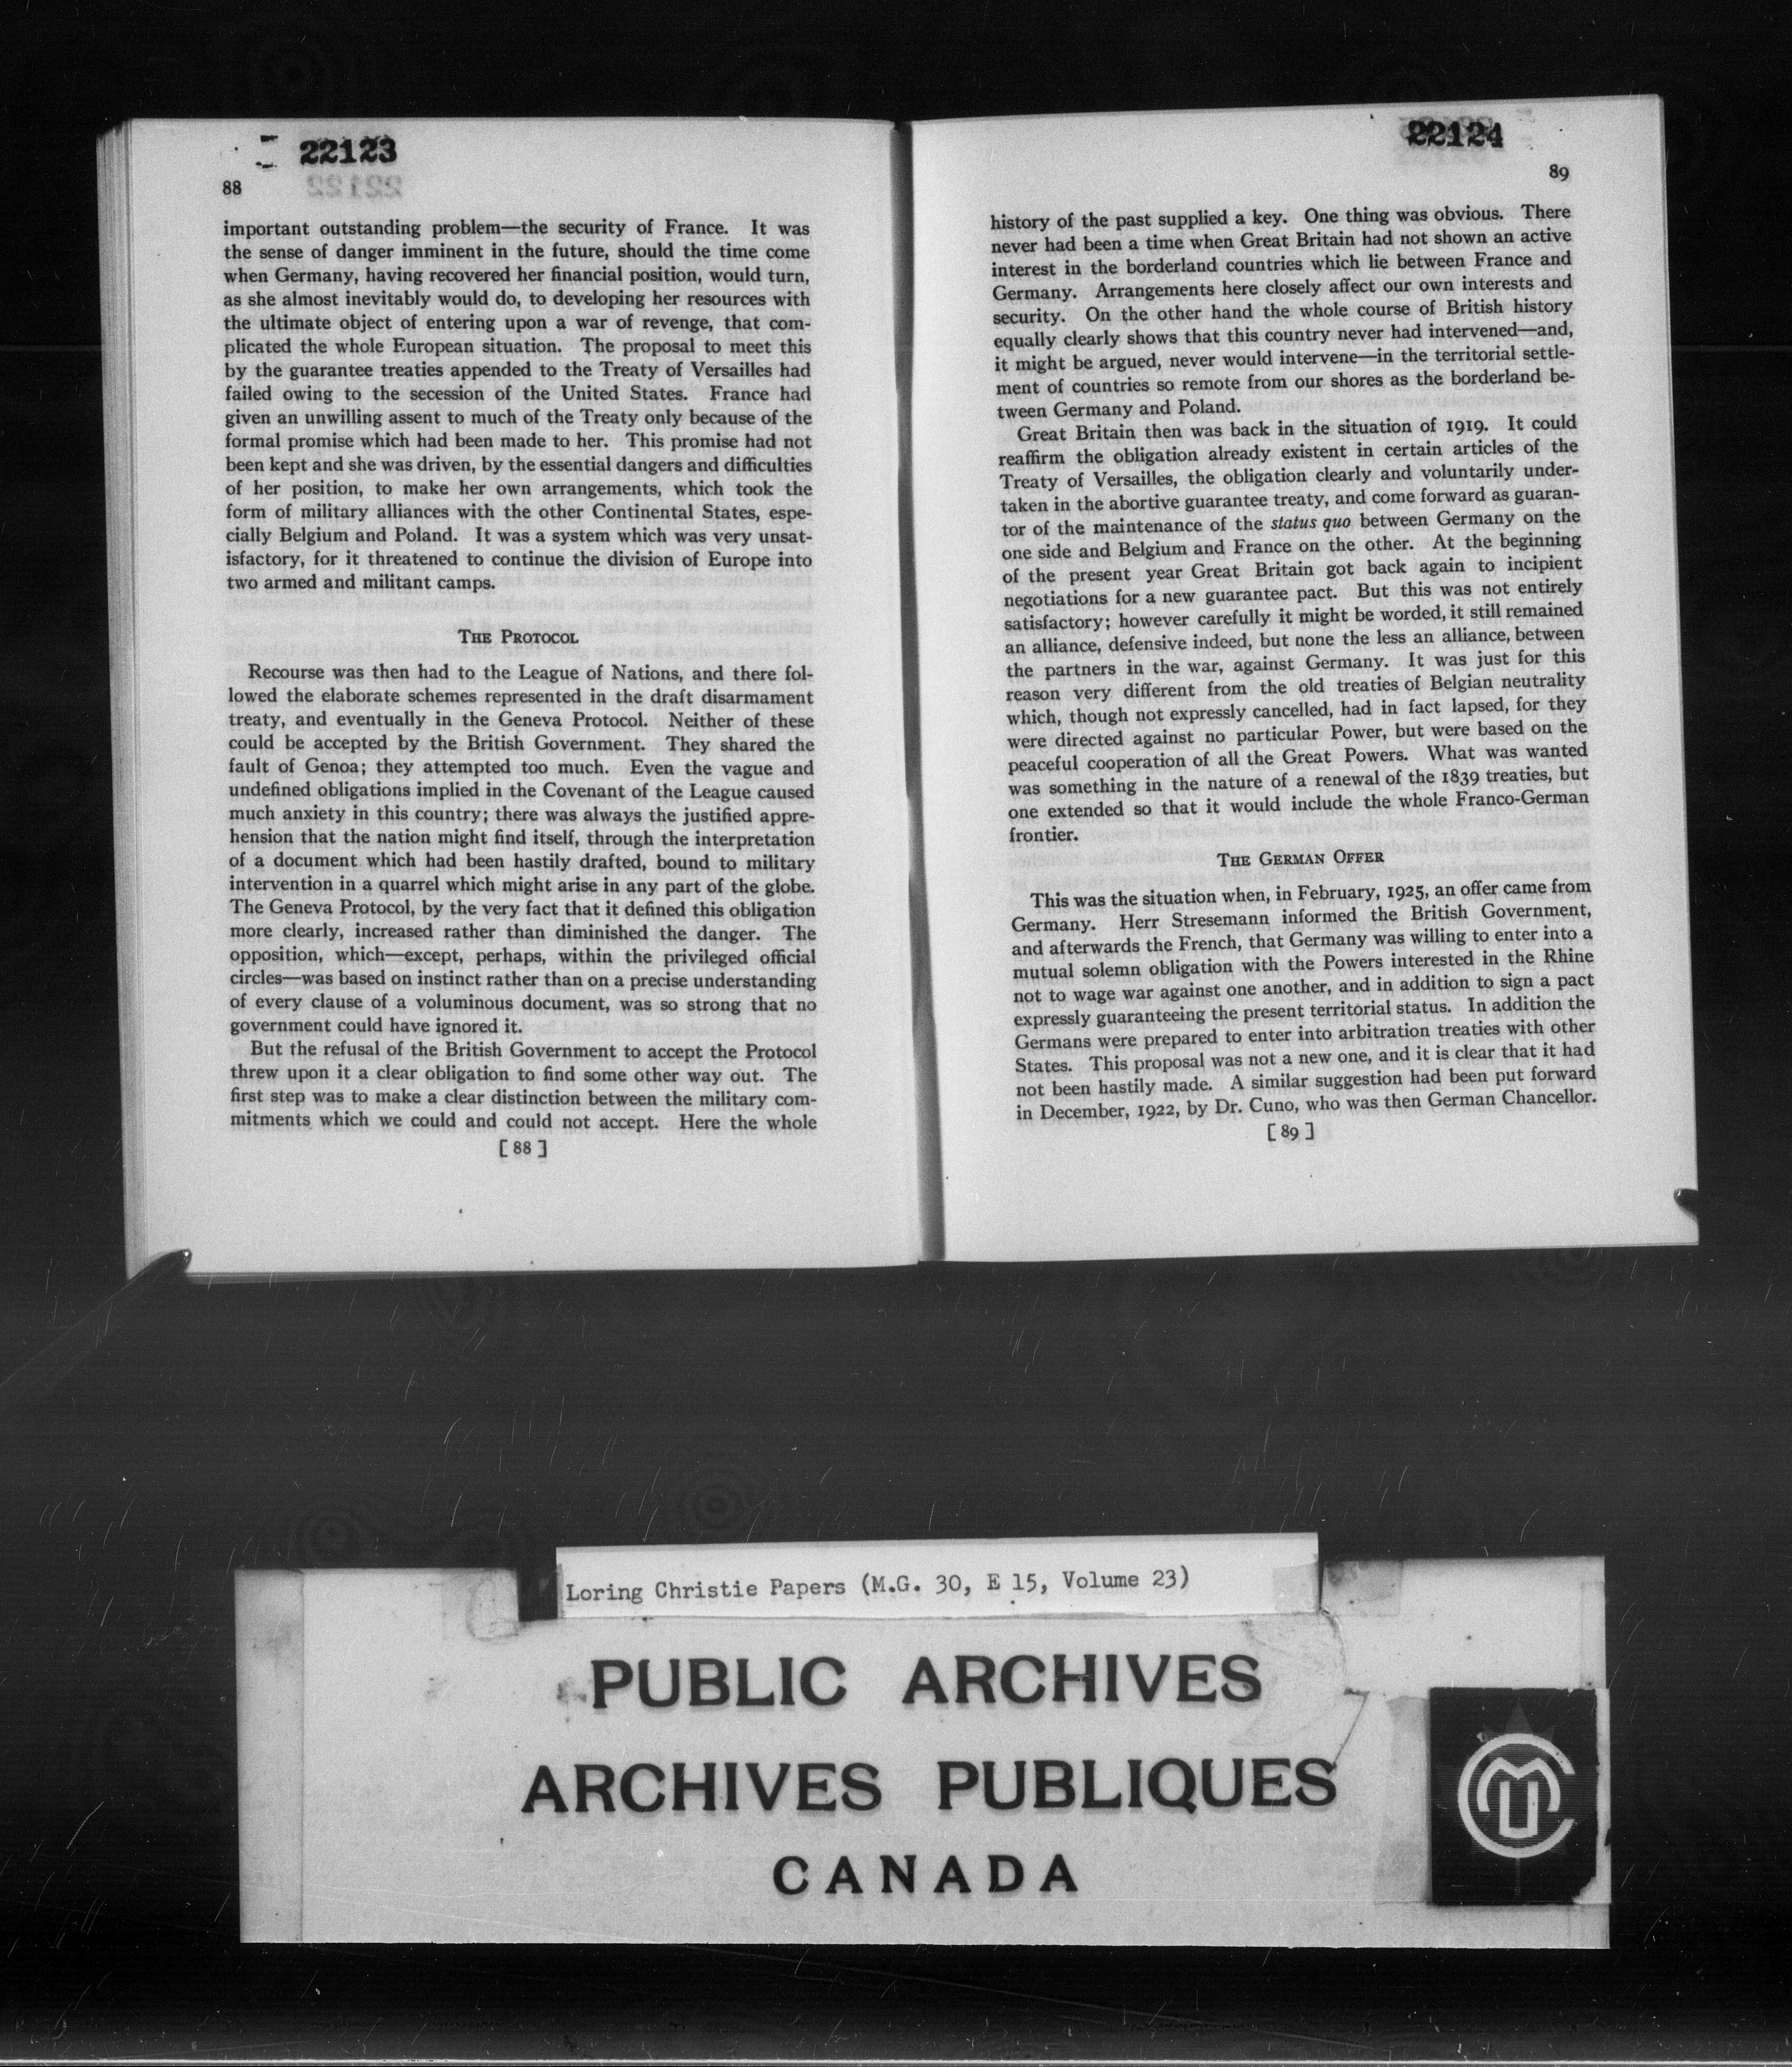 22123
88
important outstanding problem—the security of France. It was
the sense of danger imminent in the future, should the time come
when Germany, having recovered her financial position, would turn,
as she almost inevitably would do, to developing her resources with
the ultimate object of entering upon a war of revenge, that com-
plicated the whole European situation. The proposal to meet this
by the guarantee treaties appended to the Treaty of Versailles had
failed owing to the secession of the United States. France had
given an unwilling assent to much of the Treaty only because of the
formal promise which had been made to her. This promise had not
been kept and she was driven, by the essential dangers and difficulties
of her position, to make her own arrangements, which took the
form of military alliances with the other Continental States, espe-
cially Belgium and Poland. It was a system which was very unsat-
isfactory, for it threatened to continue the division of Europe into
two armed and militant camps.
THE PROTOCOL
Recourse was then had to the League of Nations, and there fol-
lowed the elaborate schemes represented in the draft disarmament
treaty, and eventually in the Geneva Protocol. Neither of these
could be accepted by the British Government. They shared the
fault of Genoa; they attempted too much. Even the vague and
undefined obligations implied in the Covenant of the League caused
much anxiety in this country; there was always the justified appre-
hension that the nation might find itself, through the interpretation
of a document which had been hastily drafted, bound to military
intervention in a quarrel which might arise in any part of the globe.
The Geneva Protocol, by the very fact that it defined this obligation
more clearly, increased rather than diminished the danger. The
opposition, which—except, perhaps, within the privileged official
circles—was based on instinct rather than on a precise understanding
of every clause of a voluminous document, was so strong that no
government could have ignored it.
But the refusal of the British Government to accept the Protocol
threw upon it a clear obligation to find some other way out. The
first step was to make a clear distinction between the military com-
mitments which we could and could not accept. Here the whole
[ 88 ]
22124
89
history of the past supplied a key. One thing was obvious. There
never had been a time when Great Britain had not shown an active
interest in the borderland countries which lie between France and
Germany. Arrangements here closely affect our own interests and
security. On the other hand the whole course of British history
equally clearly shows that this country never had intervened—and,
it might be argued, never would intervene—in the territorial settle-
ment of countries so remote from our shores as the borderland be-
tween Germany and Poland.
Great Britain then was back in the situation of 1919. It could
reaffirm the obligation already existent in certain articles of the
Treaty of Versailles, the obligation clearly and voluntarily under-
taken in the abortive guarantee treaty, and come forward as guaran-
tor of the maintenance of the status quo between Germany on the
one side and Belgium and France on the other. At the beginning
of the present year Great Britain got back again to incipient
negotiations for a new guarantee pact. But this was not entirely
satisfactory; however carefully it might be worded, it still remained
an alliance, defensive indeed, but none the less an alliance, between
the partners in the war, against Germany. It was just for this
reason very different from the old treaties of Belgian neutrality
which, though not expressly cancelled, had in fact lapsed, for they
were directed against no particular Power, but were based on the
peaceful cooperation of all the Great Powers. What was wanted
was something in the nature of a renewal of the 1839 treaties, but
one extended so that it would include the whole Franco-German
frontier.
THE GERMAN OFFER
This was the situation when, in February, 1925, an offer came from
Germany. Herr Stresemann informed the British Government,
and afterwards the French, that Germany was willing to enter into a
mutual solemn obligation with the Powers interested in the Rhine
not to wage war against one another, and in addition to sign a pact
expressly guaranteeing the present territorial status. In addition the
Germans were prepared to enter into arbitration treaties with other
States. This proposal was not a new one, and it is clear that it had
not been hastily made. A similar suggestion had been put forward
in December, 1922, by Dr. Cuno, who was then German Chancellor.
[ 89 ]
Loring Christie Papers (M.G. 30, E 15, Volume 23)
PUBLIC ARCHIVES
ARCHIVES PUBLIQUES
CANADA